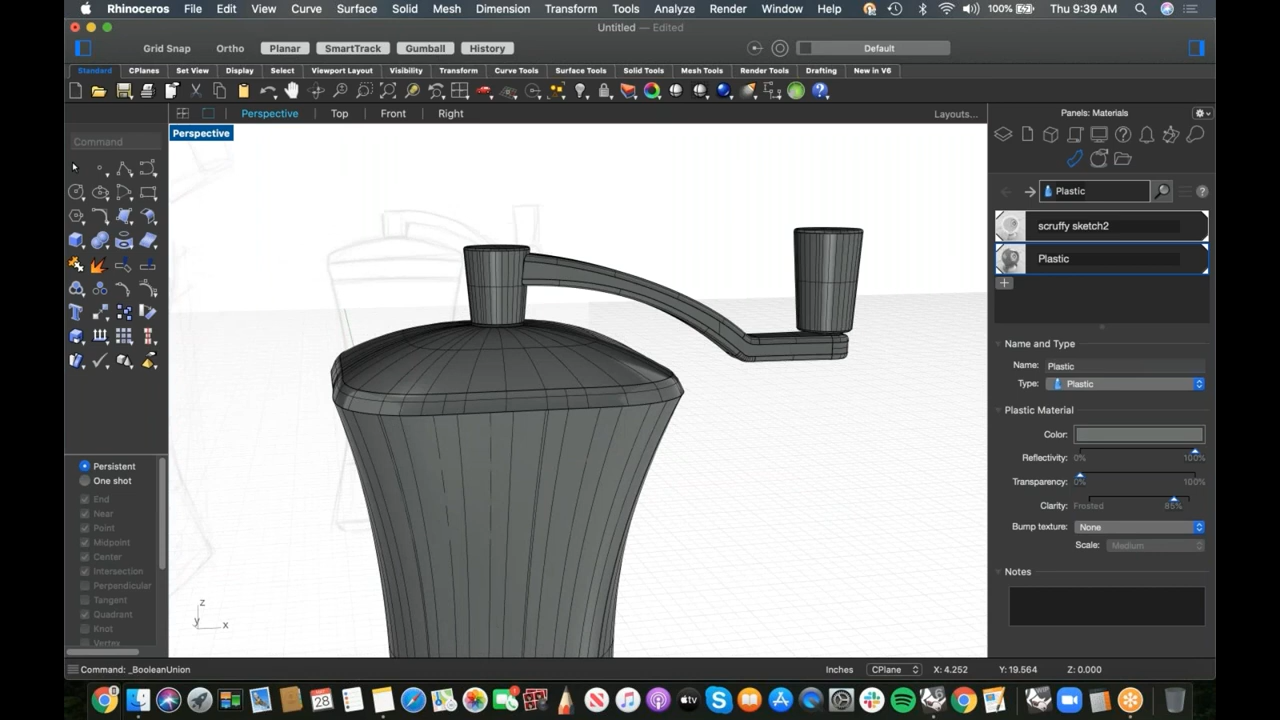 Rhinoceros File Edit View Curve Surface Solid Mesh Dimension Transform Tools Analyze Render Window Help 100% Thu 9:39 AM
Untitled — Edited
Grid Snap Ortho Planar SmartTrack Gumball History Default
Standard CPlanes Set View Display Select Viewport Layout Visibility Transform Curve Tools Surface Tools Solid Tools Mesh Tools Render Tools Drafting New in V6
Perspective Top Front Right Layouts... Panels: Materials
Perspective
Command
Plastic
scruffy sketch2
Plastic
Name and Type
Name: Plastic
Type: Plastic
Plastic Material
Color:
Reflectivity: 0% 100%
Transparency: 0% 100%
Clarity: Frosted 85%
Bump texture: None
Scale: Medium
Notes
Persistent
One shot
End
Near
Point
Midpoint
Center
Intersection
Perpendicular
Tangent
Quadrant
Knot
Vertex
z
y x
Command: _BooleanUnion Inches CPlane X: 4.252 Y: 19.564 Z: 0.000
28